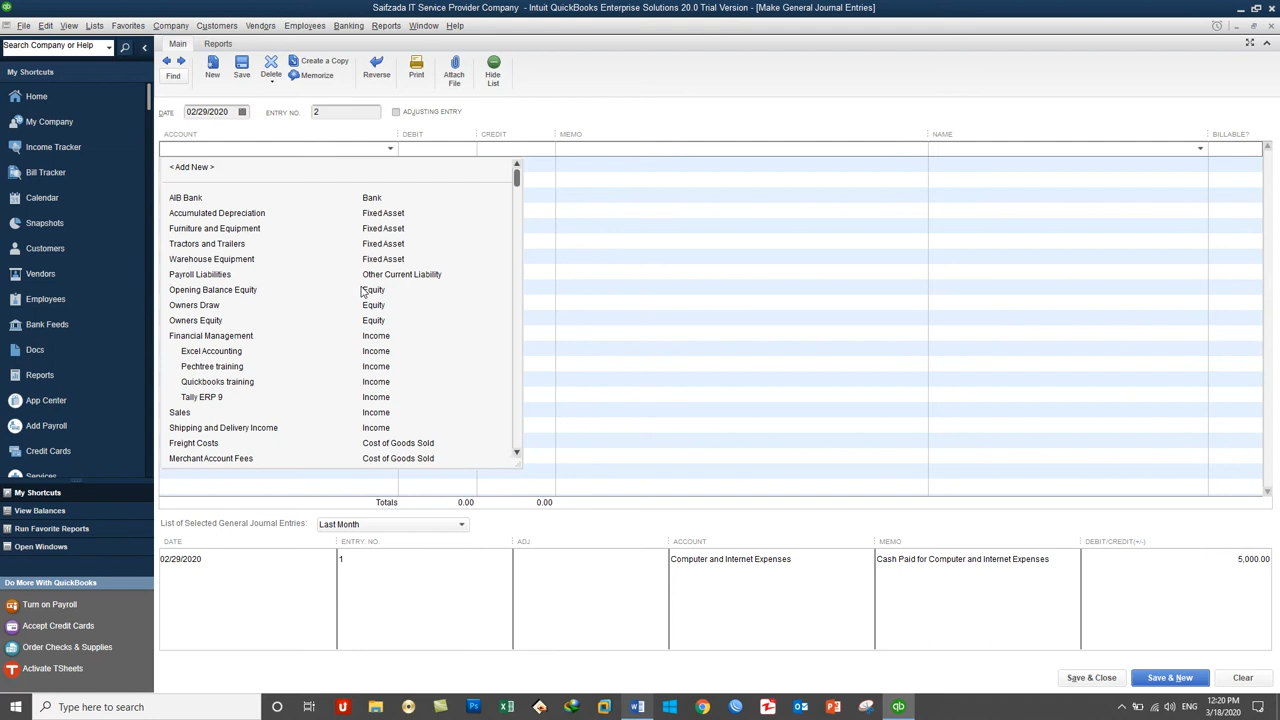 Saifzada IT Service Provider Company - Intuit QuickBooks Enterprise Solutions 20.0 Trial Version - [Make General Journal Entries]
File Edit View Lists Favorites Company Customers Vendors Employees Banking Reports Window Help
Search Company or Help
Main Reports
Find New Save Delete Create a Copy Memorize Reverse Print Attach File Hide List
My Shortcuts
Home
My Company
Income Tracker
Bill Tracker
Calendar
Snapshots
Customers
Vendors
Employees
Bank Feeds
Docs
Reports
App Center
Add Payroll
Credit Cards
Services
My Shortcuts
View Balances
Run Favorite Reports
Open Windows
Do More With QuickBooks
Turn on Payroll
Accept Credit Cards
Order Checks & Supplies
Activate TSheets
DATE 02/29/2020 ENTRY NO. 2 ADJUSTING ENTRY
ACCOUNT DEBIT CREDIT MEMO NAME BILLABLE?
< Add New >
AIB Bank Bank
Accumulated Depreciation Fixed Asset
Furniture and Equipment Fixed Asset
Tractors and Trailers Fixed Asset
Warehouse Equipment Fixed Asset
Payroll Liabilities Other Current Liability
Opening Balance Equity Equity
Owners Draw Equity
Owners Equity Equity
Financial Management Income
Excel Accounting Income
Pechtree training Income
Quickbooks training Income
Tally ERP 9 Income
Sales Income
Shipping and Delivery Income Income
Freight Costs Cost of Goods Sold
Merchant Account Fees Cost of Goods Sold
Totals 0.00 0.00
List of Selected General Journal Entries: Last Month
DATE ENTRY. NO. ADJ ACCOUNT MEMO DEBIT/CREDIT(+/-)
02/29/2020 1 Computer and Internet Expenses Cash Paid for Computer and Internet Expenses 5,000.00
Save & Close Save & New Clear
Type here to search
12:20 PM
3/18/2020